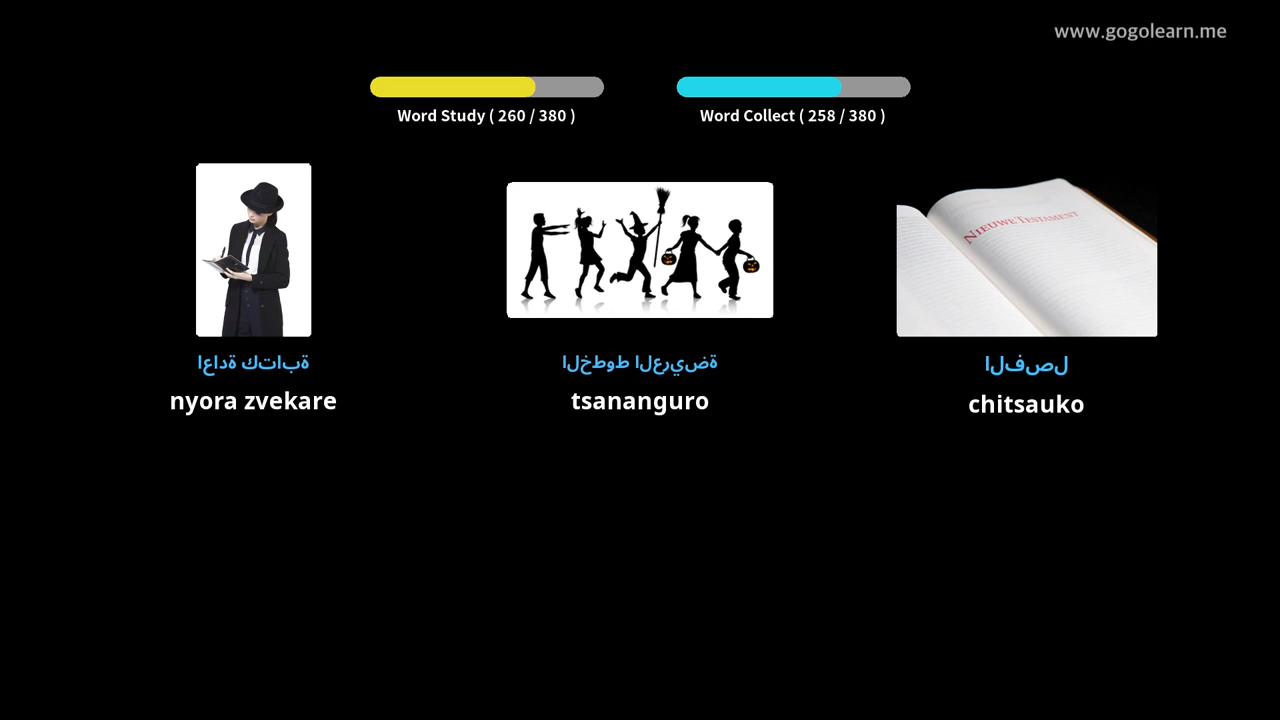 www.gogolearn.me
Word Study ( 260 / 380 )
Word Collect ( 258 / 380 )
اعادة كتابة
nyora zvekare
الخطوط العريضة
tsananguro
NIEUWE TESTAMENT
الفصل
chitsauko